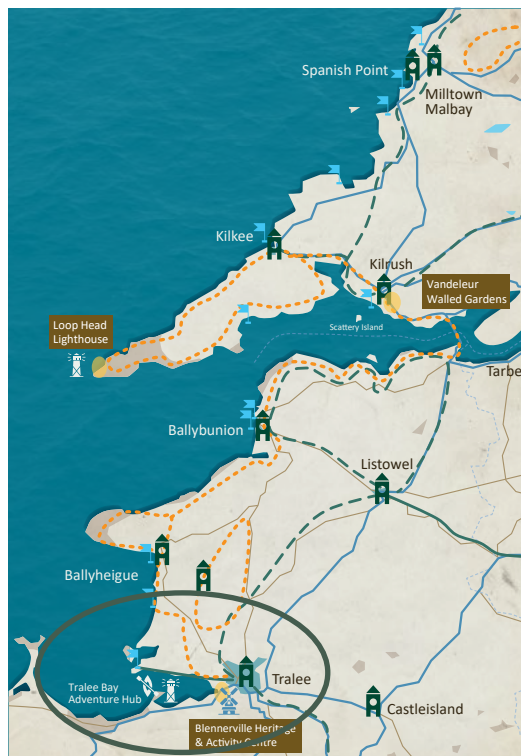 Spanish Point
Milltown
Malbay
Kilkee
Kilrush
Vandeleur
Walled Gardens
Loop Head
Lighthouse
Scattery Island
Tarbe
Ballybunion
Listowel
Ballyheigue
Tralee
Tralee Bay
Adventure Hub
Castleisland
Blennerville Heritage
& Activity Centre